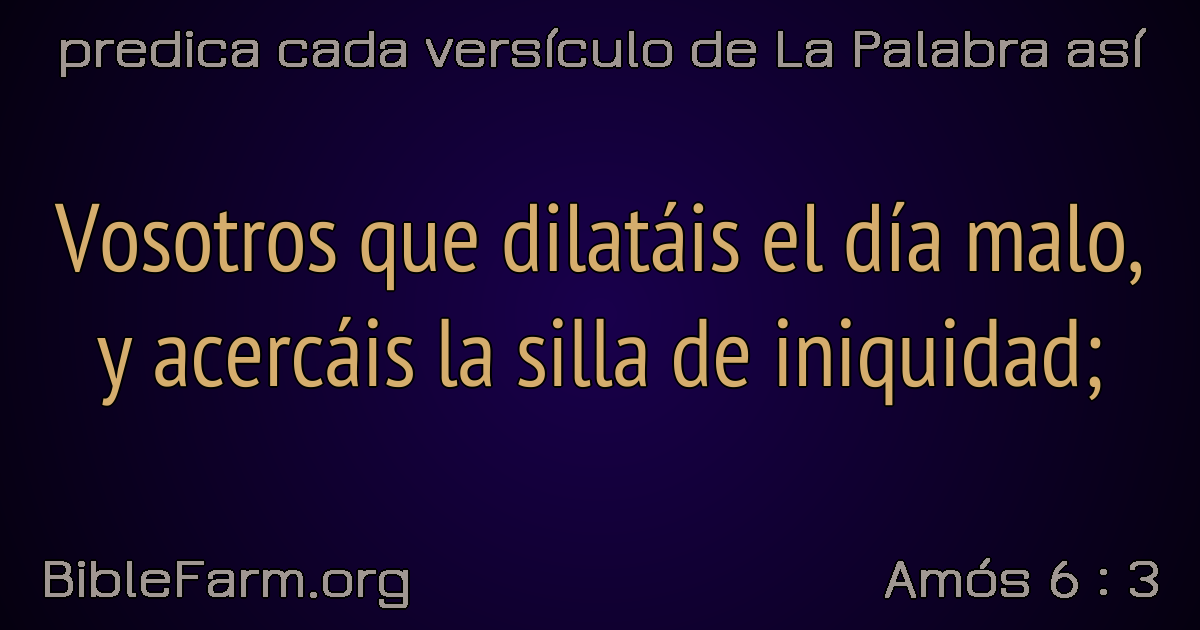 predica cada versículo de La Palabra así
Vosotros que dilatáis el día malo,
y acercáis la silla de iniquidad;
BibleFarm.org
Amós 6 : 3